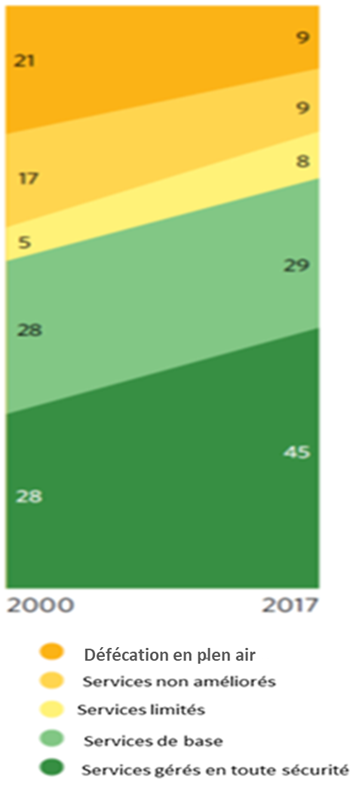 21 9
9
17
8
5
29
28
45
28
2000 2017
Défécation en plen air
Services non améliorés
Services limités
Services de base
Services gérés en toute sécurité